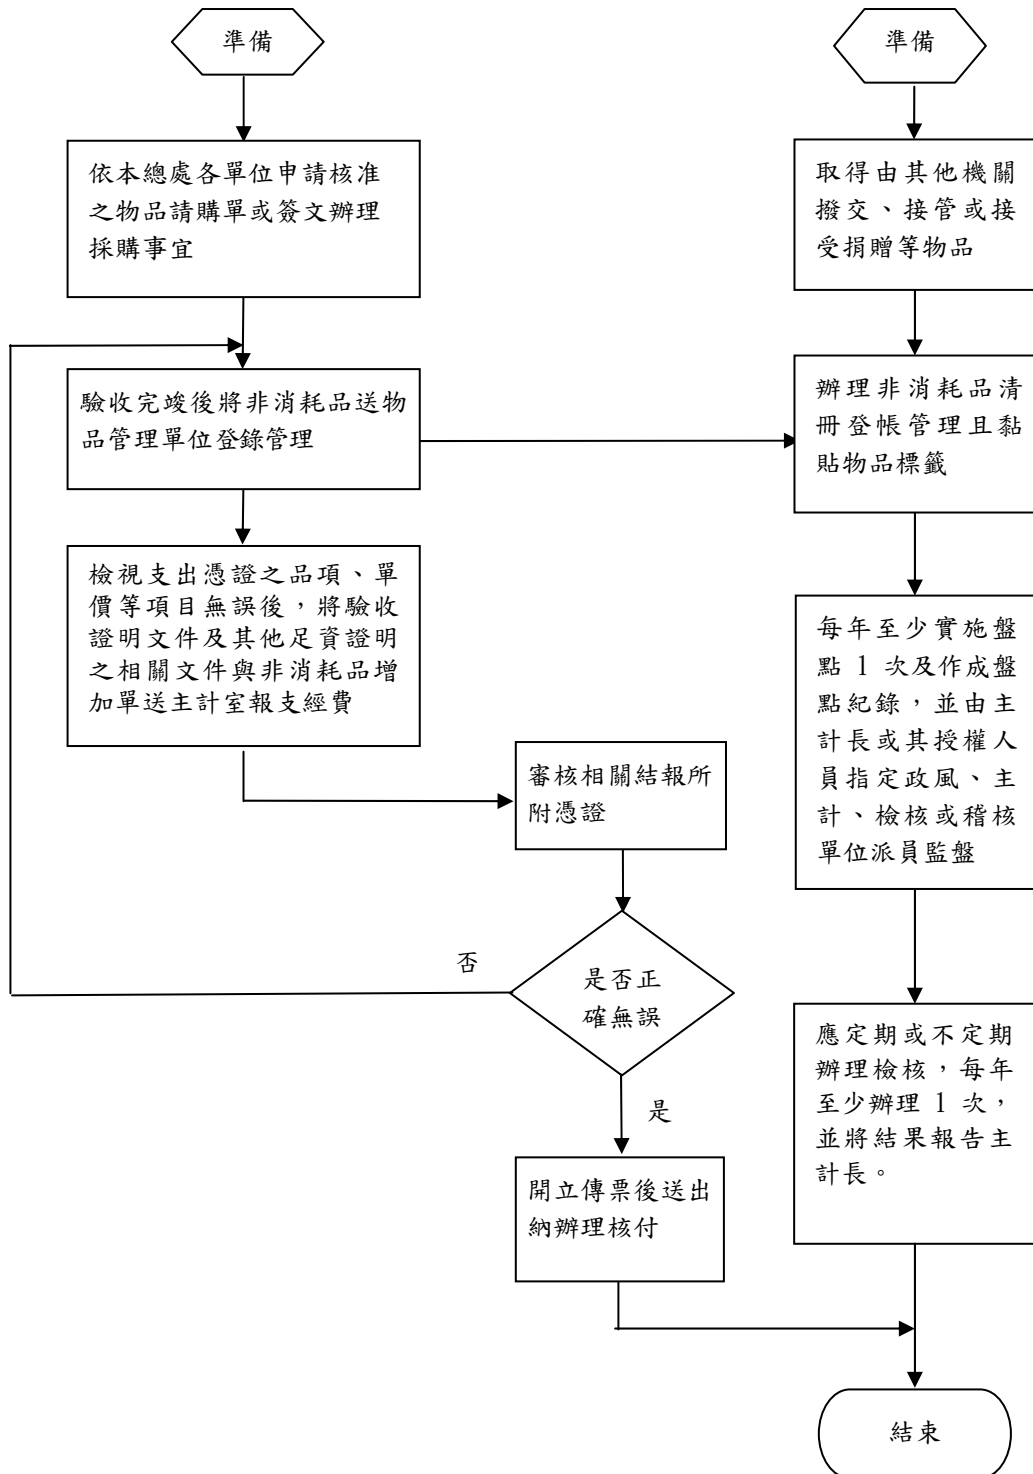 準備
依本總處各單位申請核准
之物品請購單或簽文辦理
採購事宜
驗收完竣後將非消耗品送物
品管理單位登錄管理
檢視支出憑證之品項、單
價等項目無誤後，將驗收
證明文件及其他足資證明
之相關文件與非消耗品增
加單送主計室報支經費
審核相關結報所
附憑證
是否正
確無誤
否
是
開立傳票後送出
納辦理核付
準備
取得由其他機關
撥交、接管或接
受捐贈等物品
辦理非消耗品清
冊登帳管理且黏
貼物品標籤
每年至少實施盤
點 1 次及作成盤
點紀錄，並由主
計長或其授權人
員指定政風、主
計、檢核或稽核
單位派員監盤
應定期或不定期
辦理檢核，每年
至少辦理 1 次，
並將結果報告主
計長。
結束